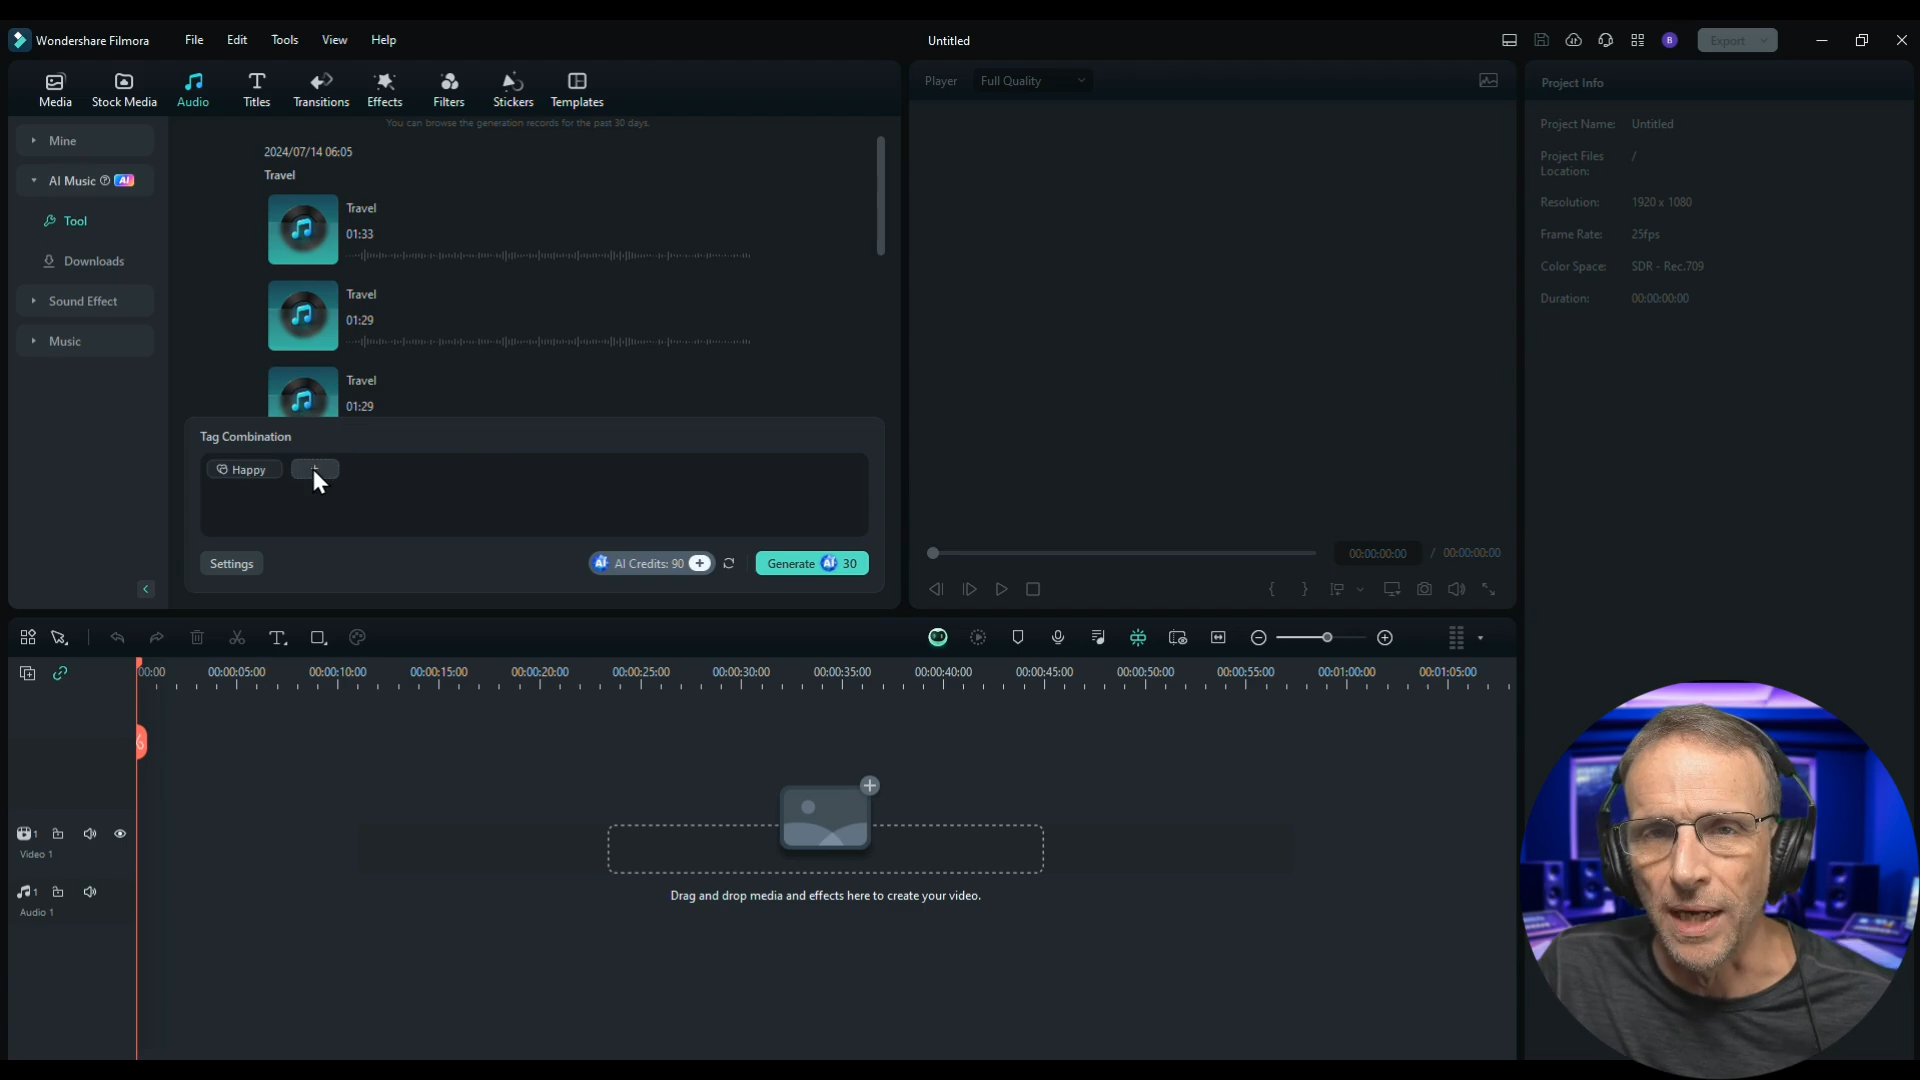 Wondershare Filmora File Edit Tools View Help Untitled B Export
Media Stock Media Audio Titles Transitions Effects Filters Stickers Templates
Player Full Quality
Project Info
You can browse the generation records for the past 30 days.
Mine
AI Music AI
Tool
Downloads
Sound Effect
Music
2024/07/14 06:05
Travel
Travel
01:33
Travel
01:29
Travel
01:29
Tag Combination
Happy +
Settings AI AI Credits: 90 + Generate AI 30
Project Name: Untitled
Project Files Location: /
Resolution: 1920 x 1080
Frame Rate: 25fps
Color Space: SDR - Rec.709
Duration: 00:00:00:00
00:00:00:00 / 00:00:00:00
00:00 00:00:05:00 00:00:10:00 00:00:15:00 00:00:20:00 00:00:25:00 00:00:30:00 00:00:35:00 00:00:40:00 00:00:45:00 00:00:50:00 00:00:55:00 00:01:00:00 00:01:05:00
1
Video 1
1
Audio 1
Drag and drop media and effects here to create your video.